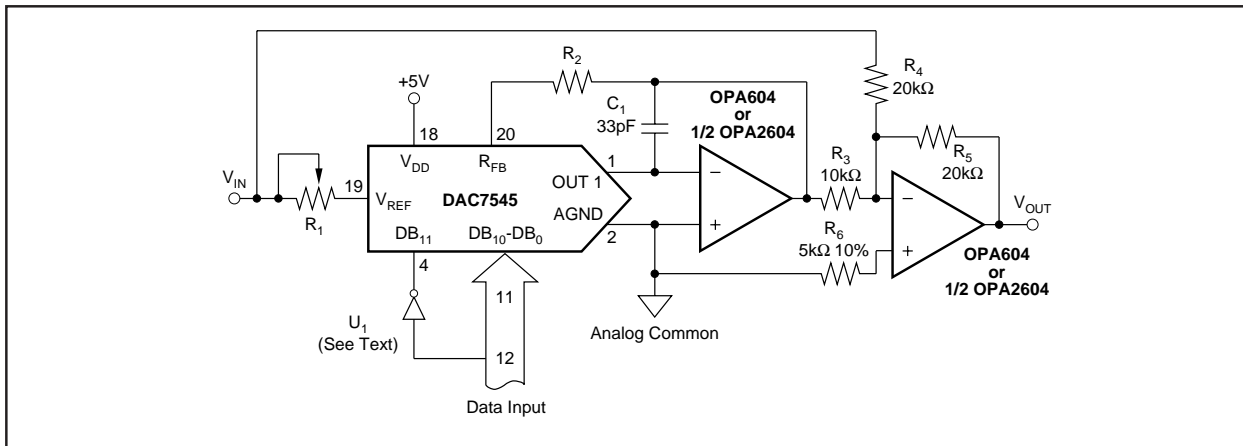 R2
R4
20kΩ
+5V
OPA604
or
1/2 OPA2604
C1
33pF
18
20
1
VDD
RFB
R3
10kΩ
R5
20kΩ
VIN
19
OUT 1
−
−
VREF
DAC7545
AGND
VOUT
R1
+
R6
5kΩ 10%
+
DB11
DB10-DB0
2
4
OPA604
or
1/2 OPA2604
11
U1
(See Text)
Analog Common
12
Data Input